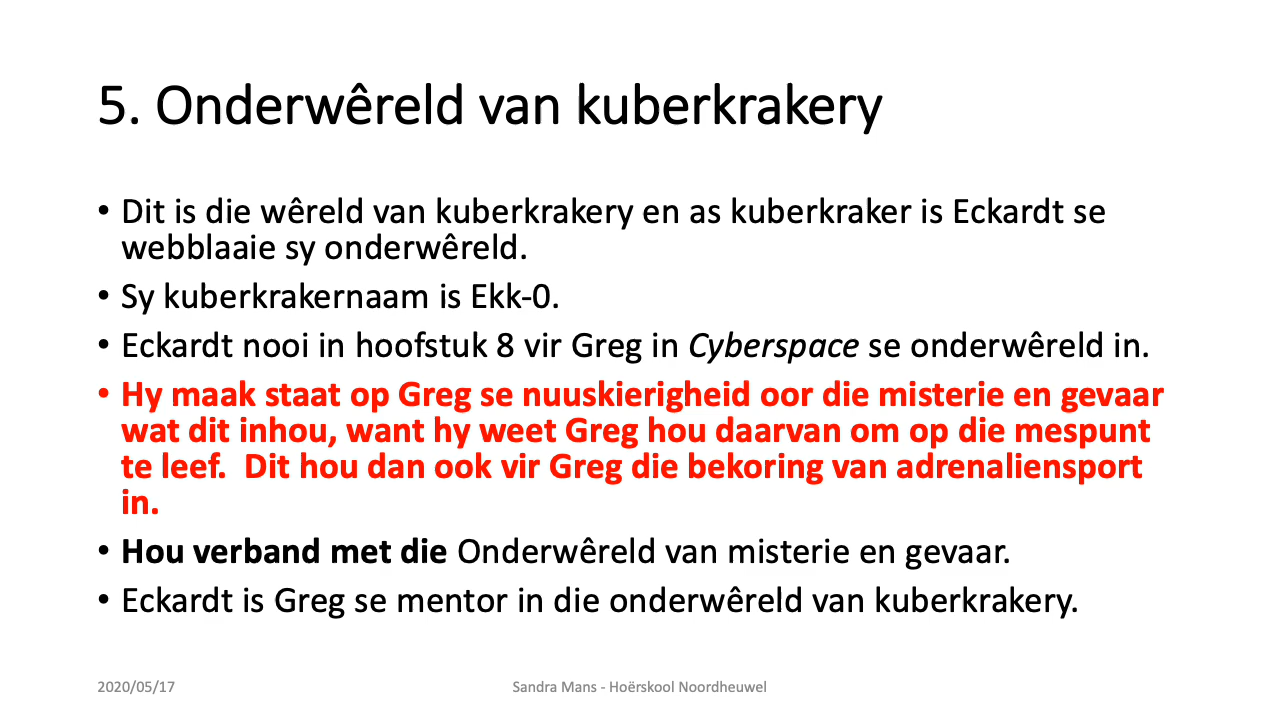 5. Onderwêreld van kuberkrakery
• Dit is die wêreld van kuberkrakery en as kuberkraker is Eckardt se
webblaaie sy onderwêreld.
• Sy kuberkrakernaam is Ekk-0.
• Eckardt nooi in hoofstuk 8 vir Greg in Cyberspace se onderwêreld in.
• Hy maak staat op Greg se nuuskierigheid oor die misterie en gevaar
wat dit inhou, want hy weet Greg hou daarvan om op die mespunt
te leef.  Dit hou dan ook vir Greg die bekoring van adrenaliensport
in.
• Hou verband met die Onderwêreld van misterie en gevaar.
• Eckardt is Greg se mentor in die onderwêreld van kuberkrakery.
2020/05/17
Sandra Mans - Hoërskool Noordheuwel